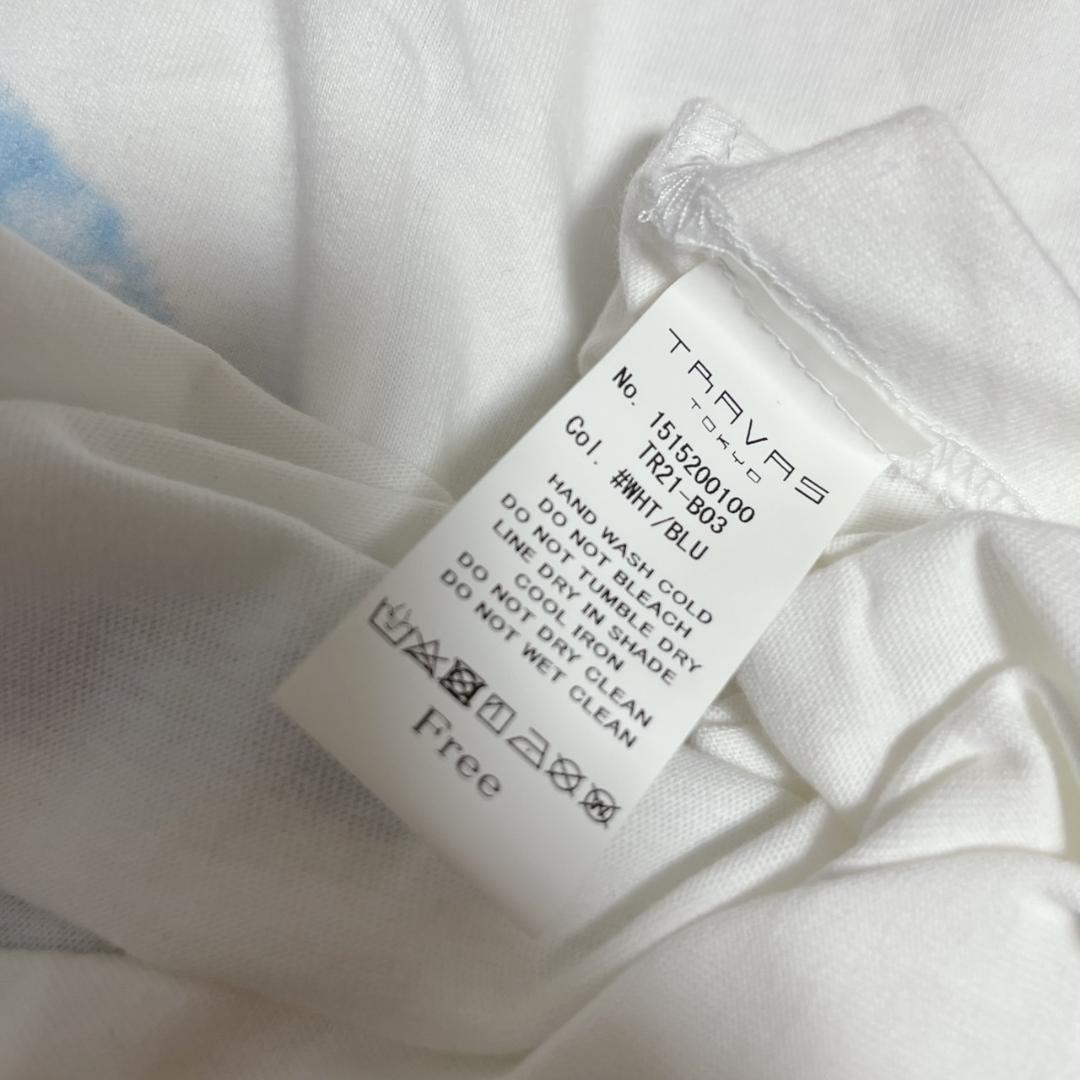 TRAVAS
TOKYO
No. 1515200100
TR21-B03
Col. #WHT/BLU
HAND WASH COLD
DO NOT BLEACH
DO NOT TUMBLE DRY
LINE DRY IN SHADE
COOL IRON
DO NOT DRY CLEAN
DO NOT WET CLEAN
W
Free